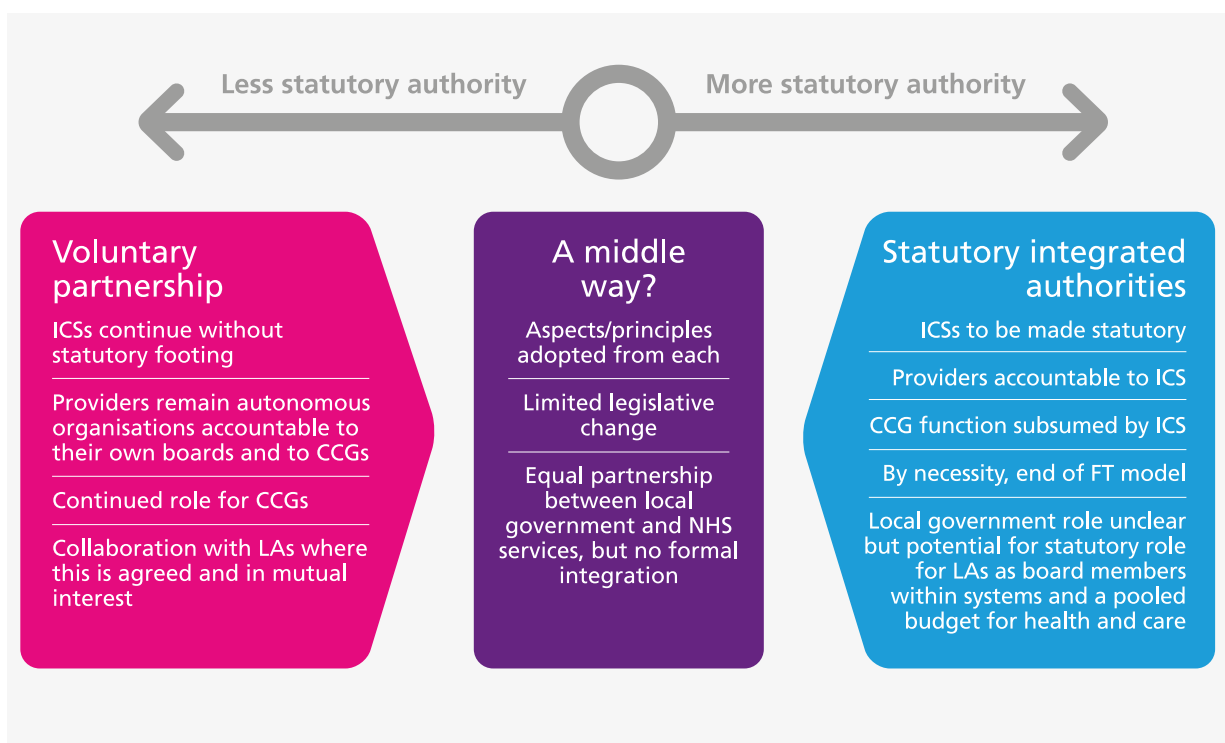 Less statutory authority
More statutory authority
Voluntary
partnership
ICSs continue without
statutory footing
Providers remain autonomous
organisations accountable to
their own boards and to CCGs
Continued role for CCGs
Collaboration with LAs where
this is agreed and in mutual
interest
A middle
way?
Aspects/principles
adopted from each
Limited legislative
change
Equal partnership
between local
government and NHS
services, but no formal
integration
Statutory integrated
authorities
ICSs to be made statutory
Providers accountable to ICS
CCG function subsumed by ICS
By necessity, end of FT model
Local government role unclear
but potential for statutory role
for LAs as board members
within systems and a pooled
budget for health and care